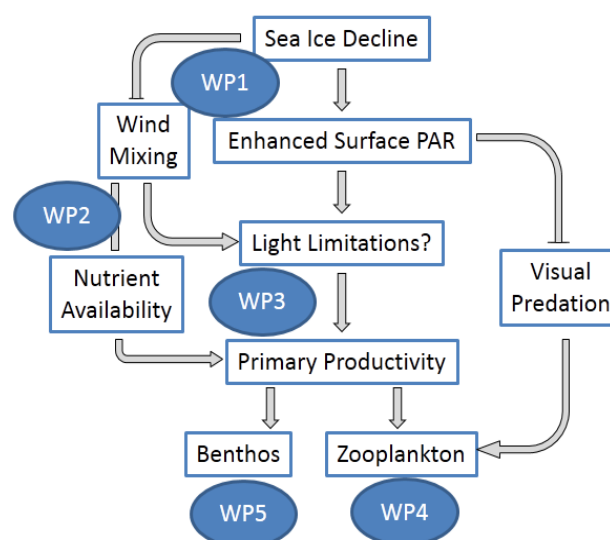 Sea Ice Decline
WP1
Wind
Mixing
Enhanced Surface PAR
WP2
Light Limitations?
Nutrient
Availability
WP3
Visual
Predation
Primary Productivity
Benthos
Zooplankton
WP5
WP4